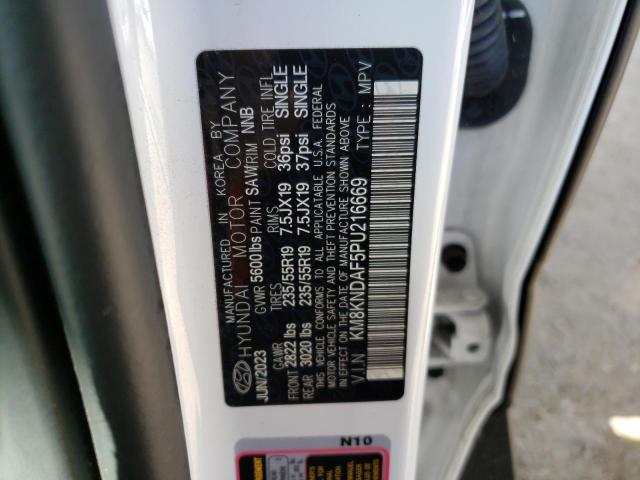 MANUFACTURED IN KOREA BY
HYUNDAI MOTOR COMPANY
JUN/2023 GVWR 5600lbs PAINT SAW TRIM NNB
GAWR TIRES RIMS COLD TIRE INFL
FRONT 2822 lbs 235/55R19 7.5JX19 36psi SINGLE
REAR 3020 lbs 235/55R19 7.5JX19 37psi SINGLE
THIS VEHICLE CONFORMS TO ALL APPLICABLE U.S.A. FEDERAL
MOTOR VEHICLE SAFETY AND THEFT PREVENTION STANDARDS
IN EFFECT ON THE DATE OF MANUFACTURE SHOWN ABOVE
V.I.N KM8KNDAF5PU216669 TYPE : MPV
N10